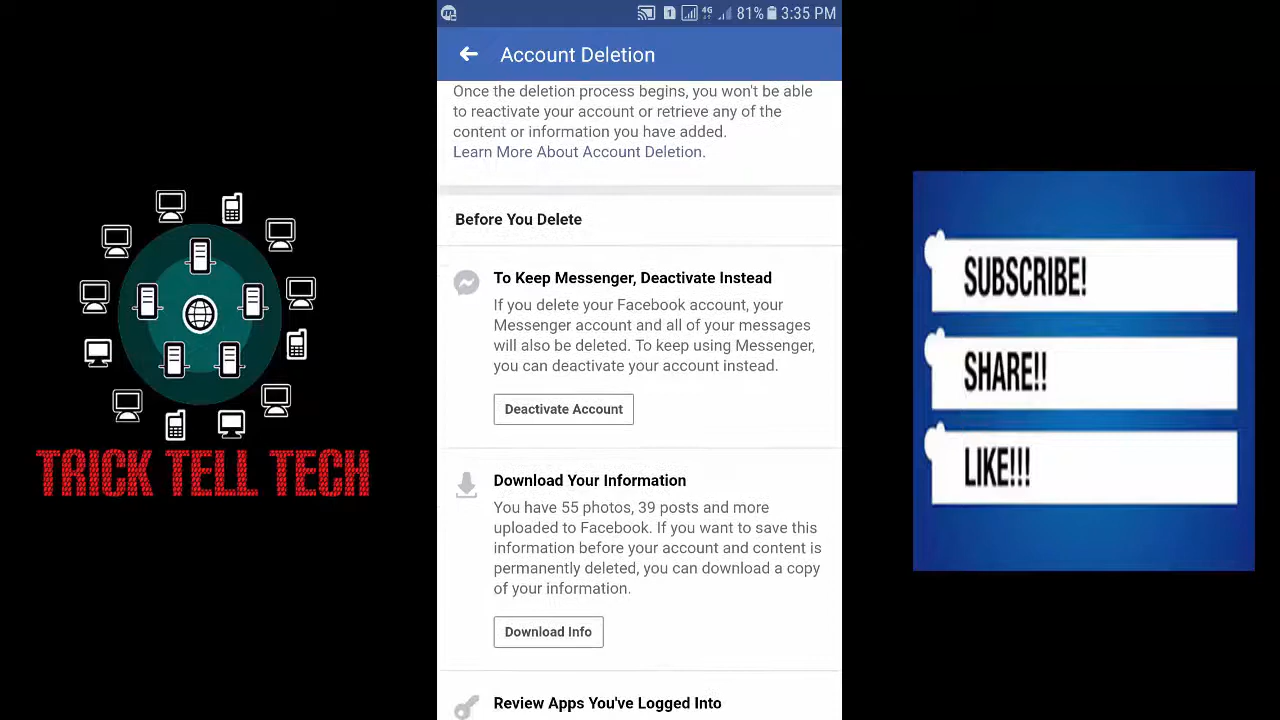 1 4G 81% 3:35 PM
Account Deletion
Once the deletion process begins, you won't be able
to reactivate your account or retrieve any of the
content or information you have added.
Learn More About Account Deletion.
Before You Delete
To Keep Messenger, Deactivate Instead
If you delete your Facebook account, your
Messenger account and all of your messages
will also be deleted. To keep using Messenger,
you can deactivate your account instead.
Deactivate Account
Download Your Information
You have 55 photos, 39 posts and more
uploaded to Facebook. If you want to save this
information before your account and content is
permanently deleted, you can download a copy
of your information.
Download Info
Review Apps You've Logged Into
TRICK TELL TECH
SUBSCRIBE!
SHARE!!
LIKE!!!